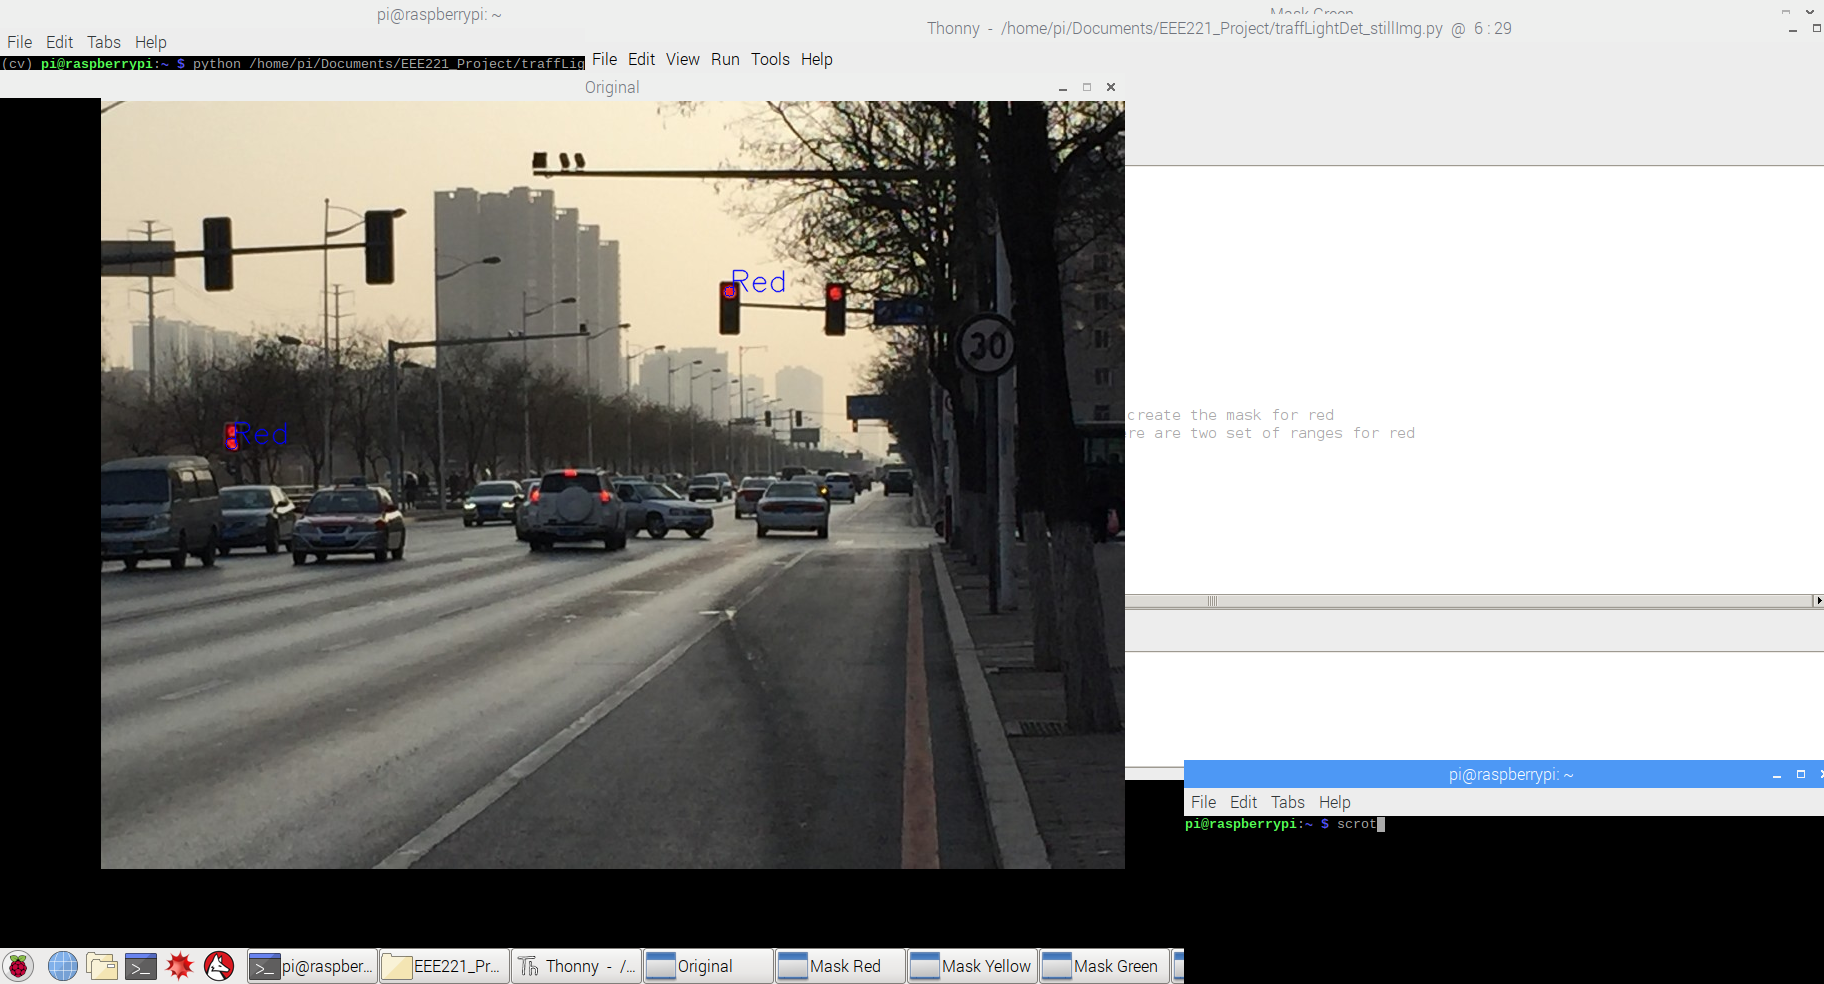 pi@raspberrypi: ~
File Edit Tabs Help
(cv) pi@raspberrypi:~ $ python /home/pi/Documents/EEE221_Project/traffLig
Mask Green
Thonny - /home/pi/Documents/EEE221_Project/traffLightDet_stillImg.py @ 6 : 29
File Edit View Run Tools Help
Original
Red
30
Red
create the mask for red
re are two set of ranges for red
pi@raspberrypi: ~
File Edit Tabs Help
pi@raspberrypi:~ $ scrot
pi@raspber...
EEE221_Pr...
Thonny - /...
Original
Mask Red
Mask Yellow
Mask Green